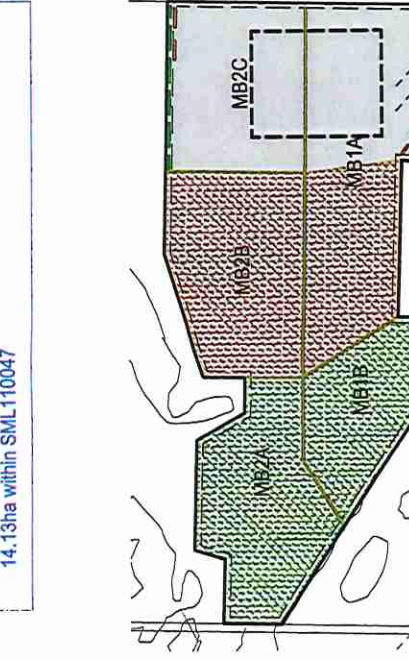 14.13ha within SML110047
MB2C
MB1A
MB2B
MB1B
MB2A